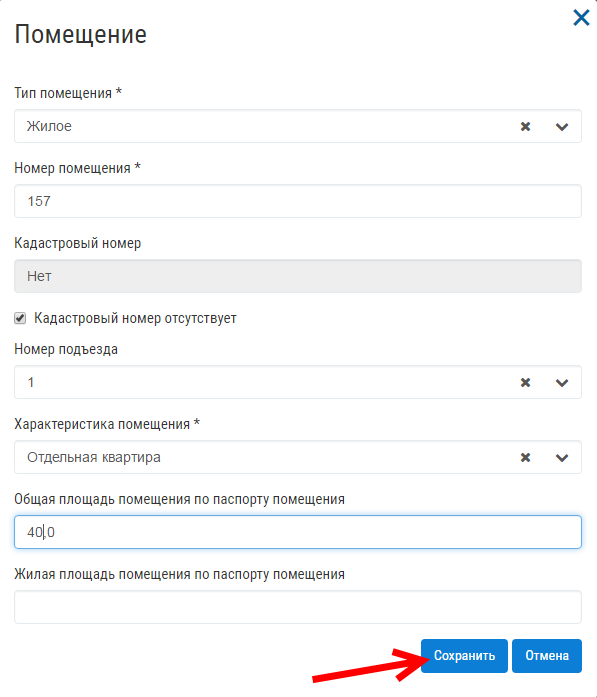 Помещение
Тип помещения *
Жилое
Номер помещения *
157
Кадастровый номер
Нет
Кадастровый номер отсутствует
Номер подъезда
1
Характеристика помещения *
Отдельная квартира
Общая площадь помещения по паспорту помещения
40,0
Жилая площадь помещения по паспорту помещения
Сохранить Отмена